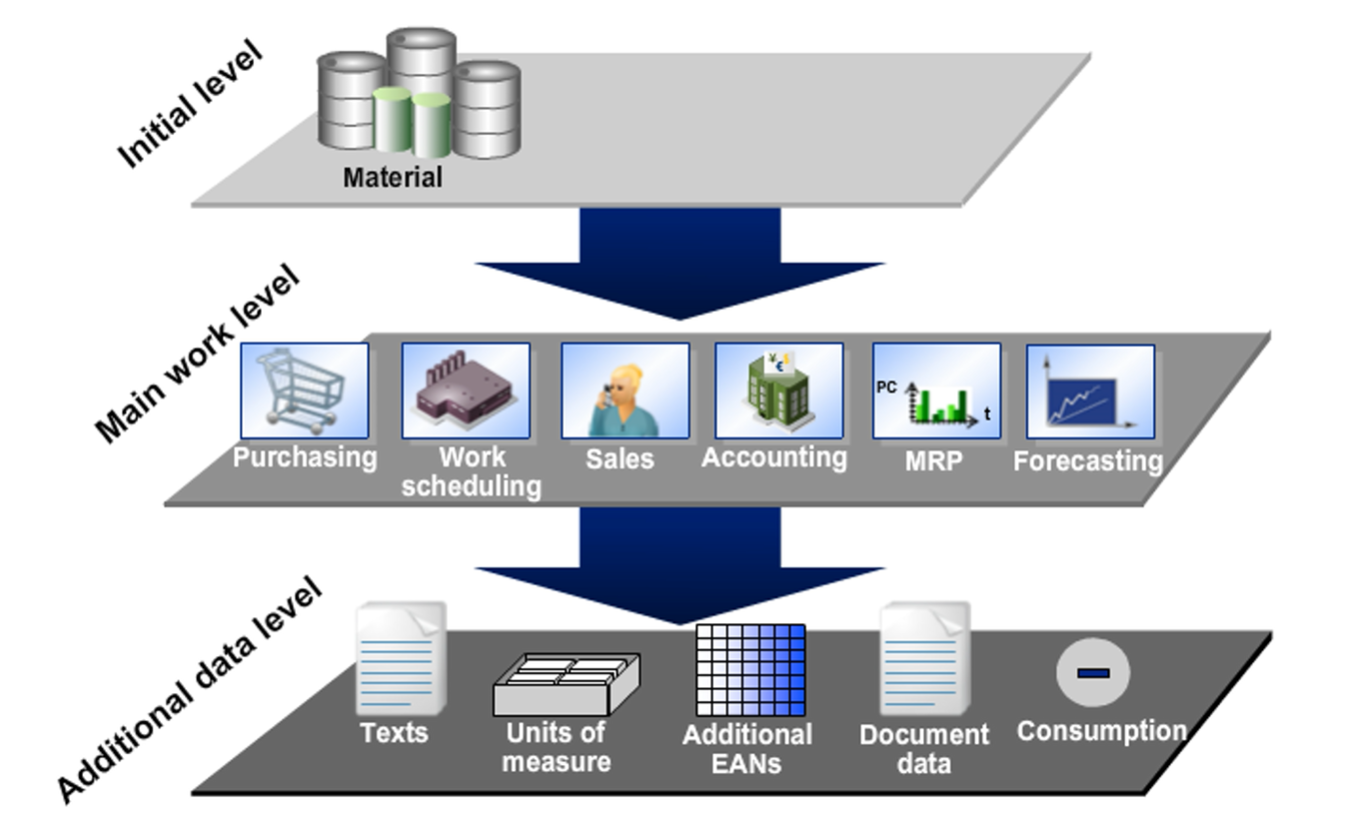 Initial level
Material
Main work level
PC
t
¥ €
Purchasing
Work
scheduling
Sales
Accounting
MRP
Forecasting
Additional data level
Texts
Units of
measure
Additional
EANs
Document
data
Consumption